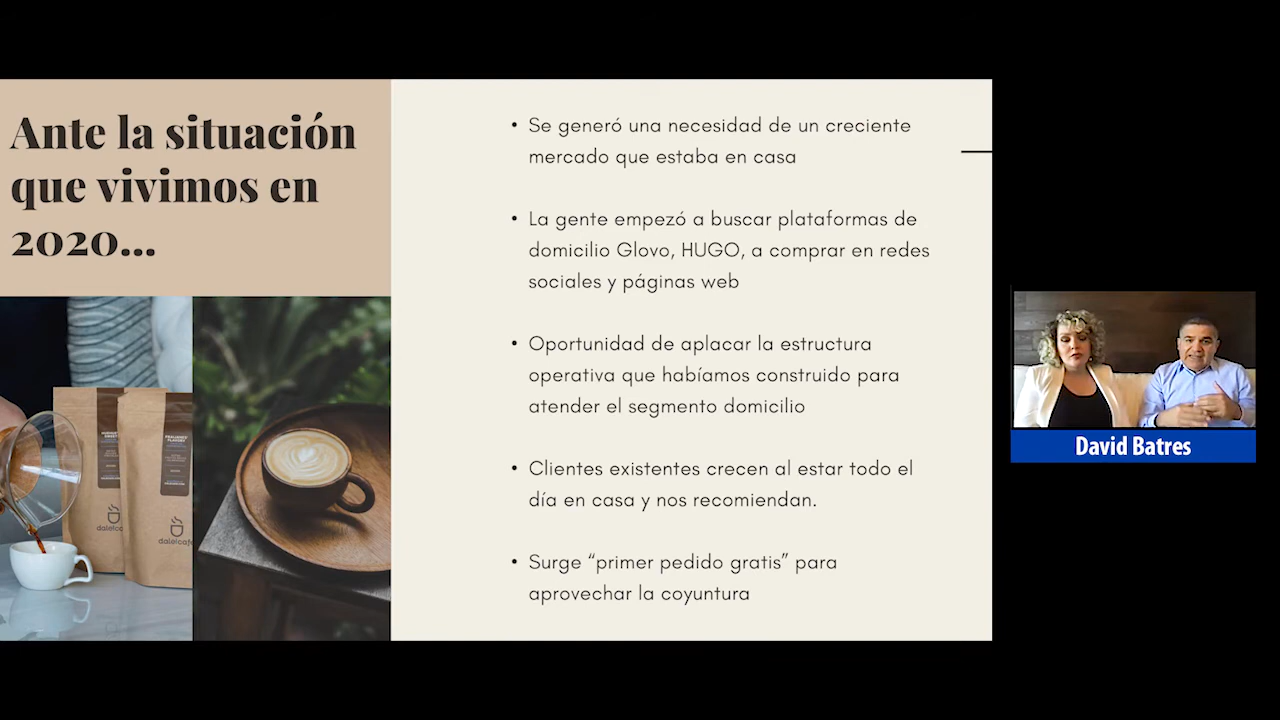 Ante la situación
que vivimos en
2020...
• Se generó una necesidad de un creciente
mercado que estaba en casa
• La gente empezó a buscar plataformas de
domicilio Glovo, HUGO, a comprar en redes
sociales y páginas web
• Oportunidad de aplacar la estructura
operativa que habíamos construido para
atender el segmento domicilio
• Clientes existentes crecen al estar todo el
día en casa y nos recomiendan.
• Surge “primer pedido gratis” para
aprovechar la coyuntura
David Batres